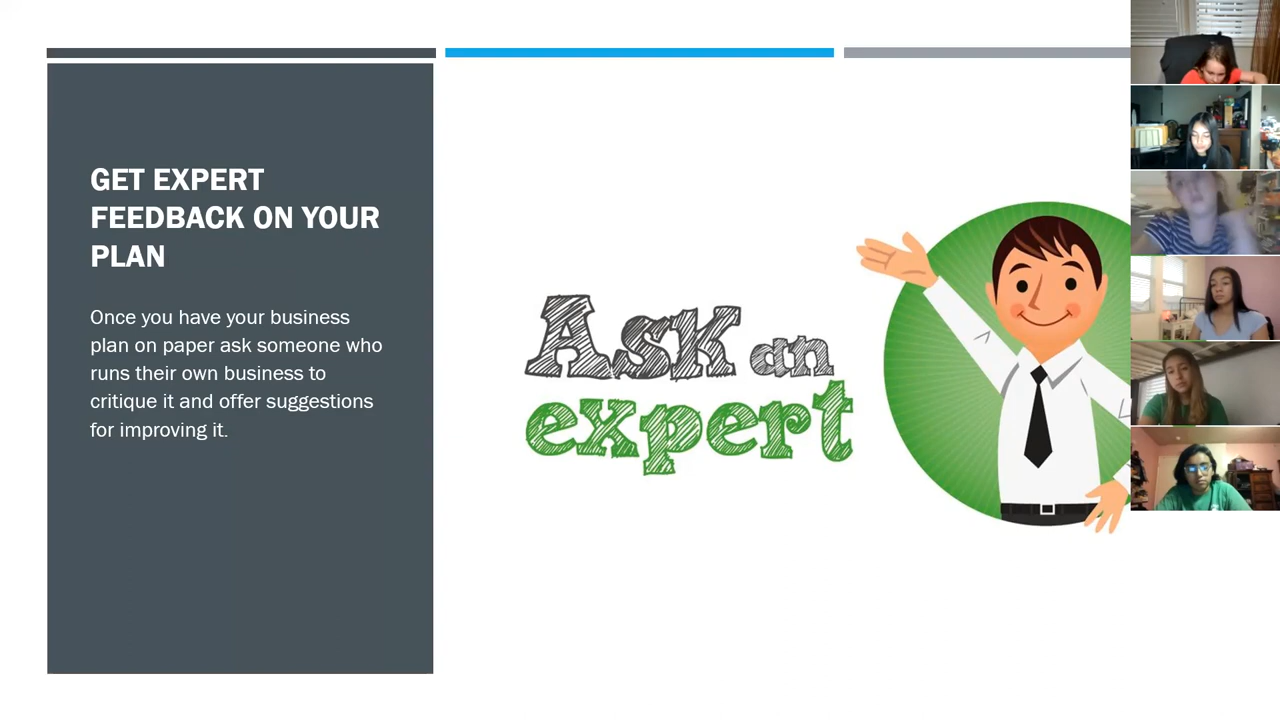 GET EXPERT
FEEDBACK ON YOUR
PLAN
Once you have your business
plan on paper ask someone who
runs their own business to
critique it and offer suggestions
for improving it.
Ask an
expert